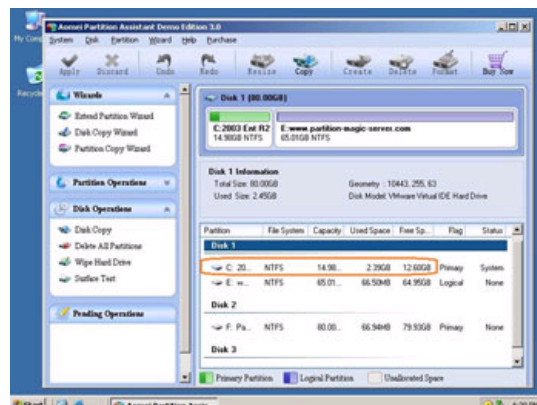 Aomei Partition Assistant Demo Edition 3.0
My Comp
System Disk Partition Wizard Help Purchase
Apply Discard Undo Redo Resize Copy Create Delete Format Buy Now
Recycle
Wizards
Extend Partition Wizard
Disk Copy Wizard
Partition Copy Wizard
Partition Operations
Disk Operations
Disk Copy
Delete All Partitions
Wipe Hard Drive
Surface Test
Pending Operations
Disk 1 (80.00GB)
C:2003 Ent R2 E:www.partition-magic-server.com
14.98GB NTFS 65.01GB NTFS
Disk 1 Information
Total Size: 80.00GB Geometry : 10443, 255, 63
Used Size: 2.45GB Disk Model: VMware Virtual IDE Hard Drive
Partition File System Capacity Used Space Free Sp... Flag Status
Disk 1
C: 20... NTFS 14.98... 2.39GB 12.60GB Primary System
E: w... NTFS 65.01... 66.50MB 64.95GB Logical None
Disk 2
F: Pa... NTFS 80.00... 66.94MB 79.93GB Primary None
Disk 3
Primary Partition Logical Partition Unallocated Space
Start Aomei Partition Assis...